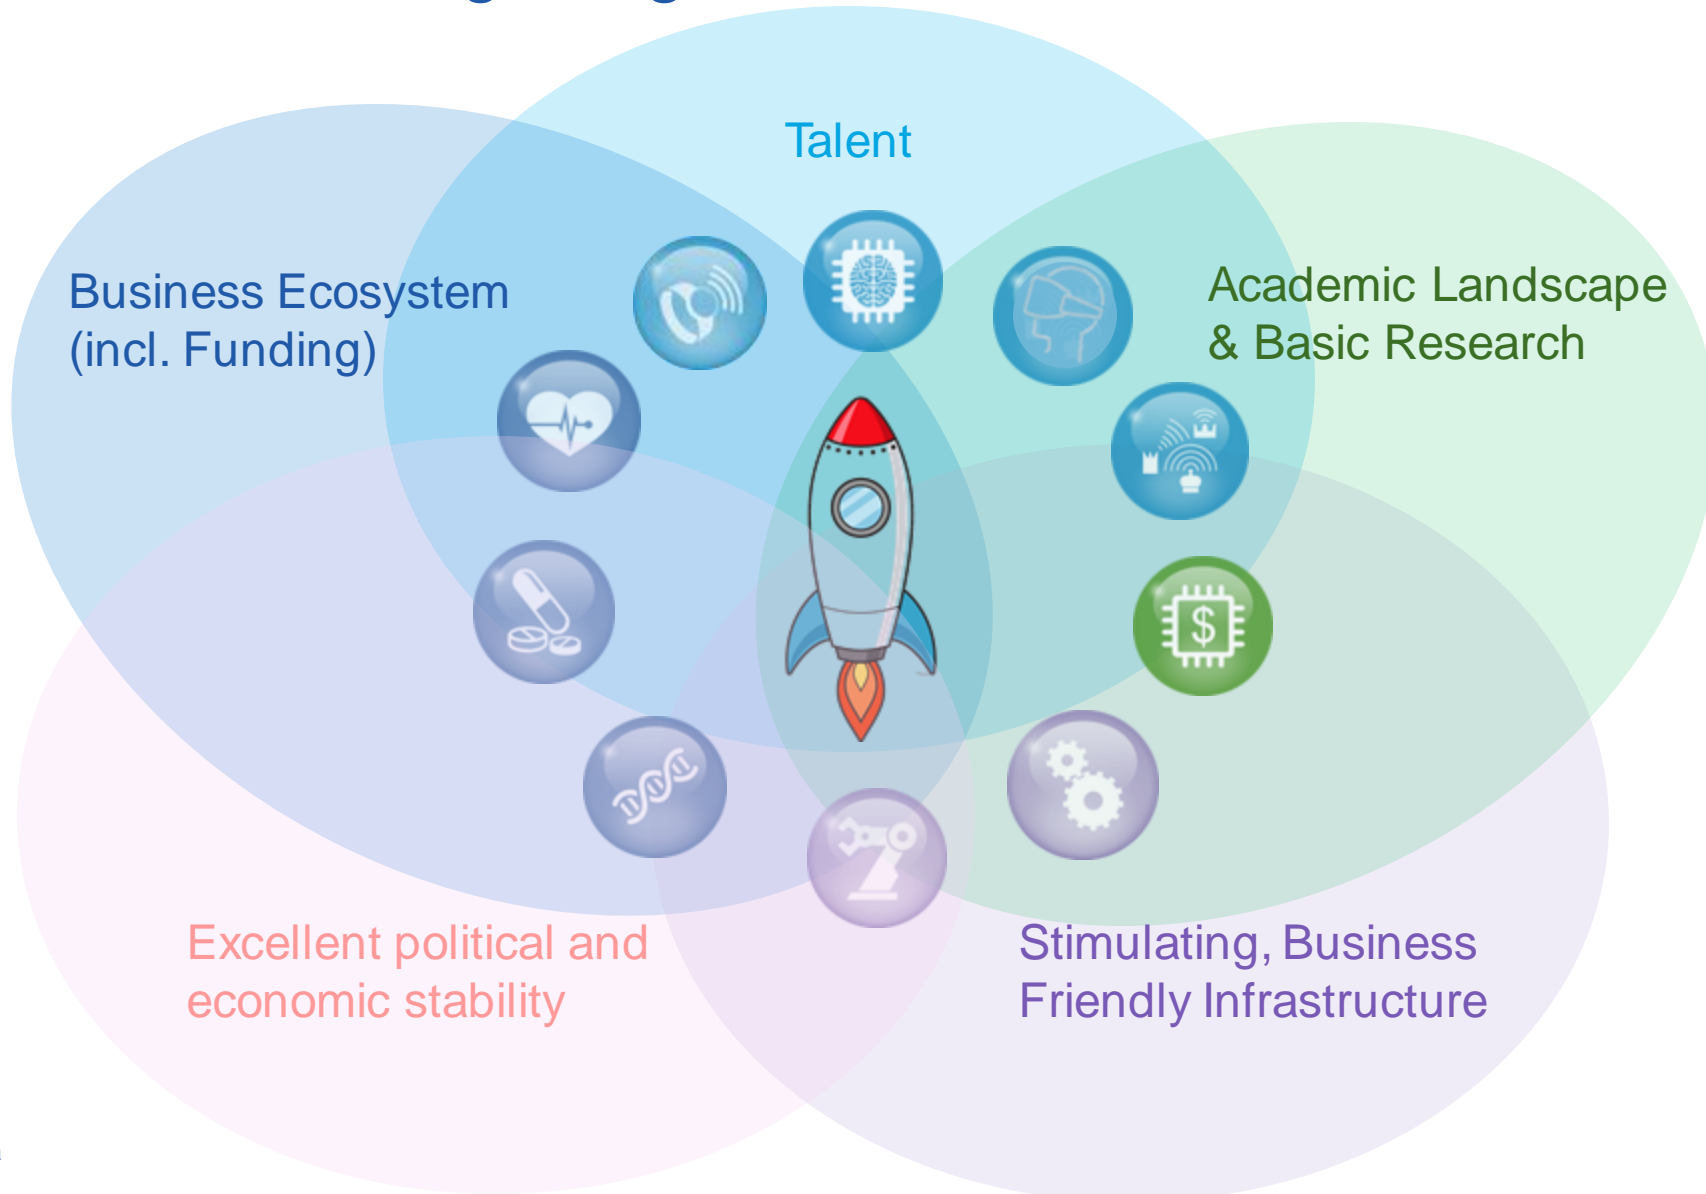 Talent
Business Ecosystem
(incl. Funding)
Academic Landscape
& Basic Research
$
Excellent political and
economic stability
Stimulating, Business
Friendly Infrastructure